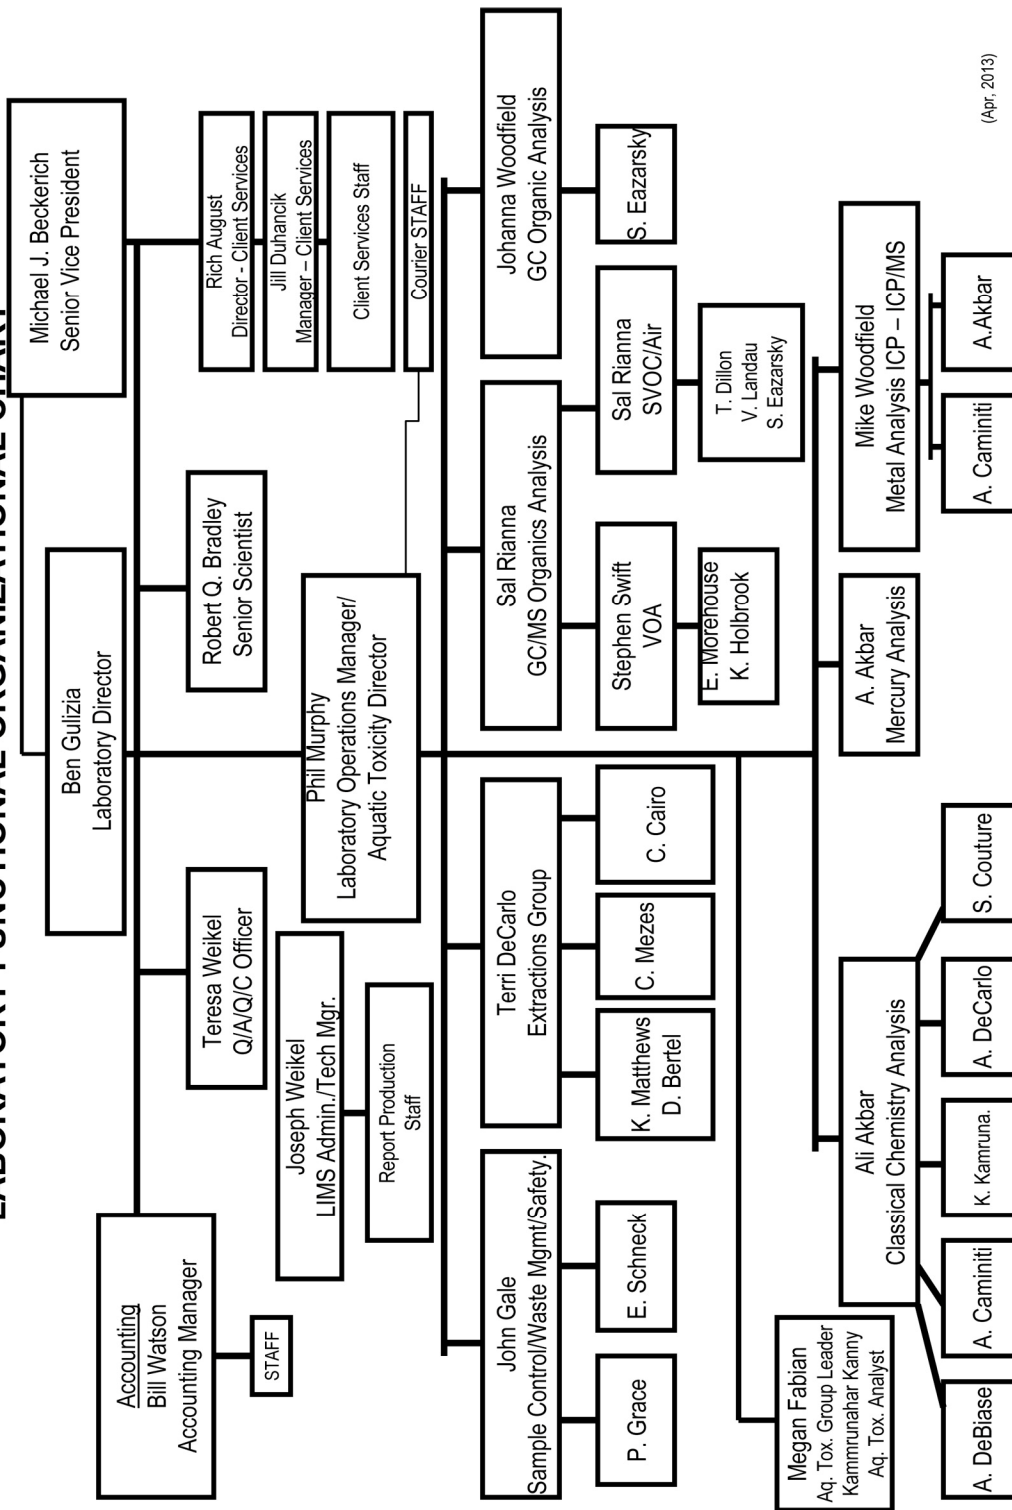 LABORATORY FUNCTIONAL ORGANIZATIONAL CHART
Michael J. Beckerich
Senior Vice President
Ben Gulizia
Laboratory Director
Accounting
Bill Watson
Accounting Manager
STAFF
Teresa Weikel
Q/A/Q/C Officer
Robert Q. Bradley
Senior Scientist
Rich August
Director - Client Services
Jill Duhancik
Manager – Client Services
Client Services Staff
Courier STAFF
Joseph Weikel
LIMS Admin./Tech Mgr.
Report Production
Staff
Phil Murphy
Laboratory Operations Manager/
Aquatic Toxicity Director
John Gale
Sample Control/Waste Mgmt/Safety.
P. Grace
E. Schneck
Terri DeCarlo
Extractions Group
K. Matthews
D. Bertel
C. Mezes
C. Cairo
Sal Rianna
GC/MS Organics Analysis
Stephen Swift
VOA
E. Morehouse
K. Holbrook
Sal Rianna
SVOC/Air
T. Dillon
V. Landau
S. Eazarsky
Johanna Woodfield
GC Organic Analysis
S. Eazarsky
Megan Fabian
Aq. Tox. Group Leader
Kammrunahar Kanny
Aq. Tox. Analyst
Ali Akbar
Classical Chemistry Analysis
A. DeBiase
A. Caminiti
K. Kamruna.
A. DeCarlo
S. Couture
A. Akbar
Mercury Analysis
Mike Woodfield
Metal Analysis ICP – ICP/MS
A. Caminiti
A.Akbar
(Apr, 2013)